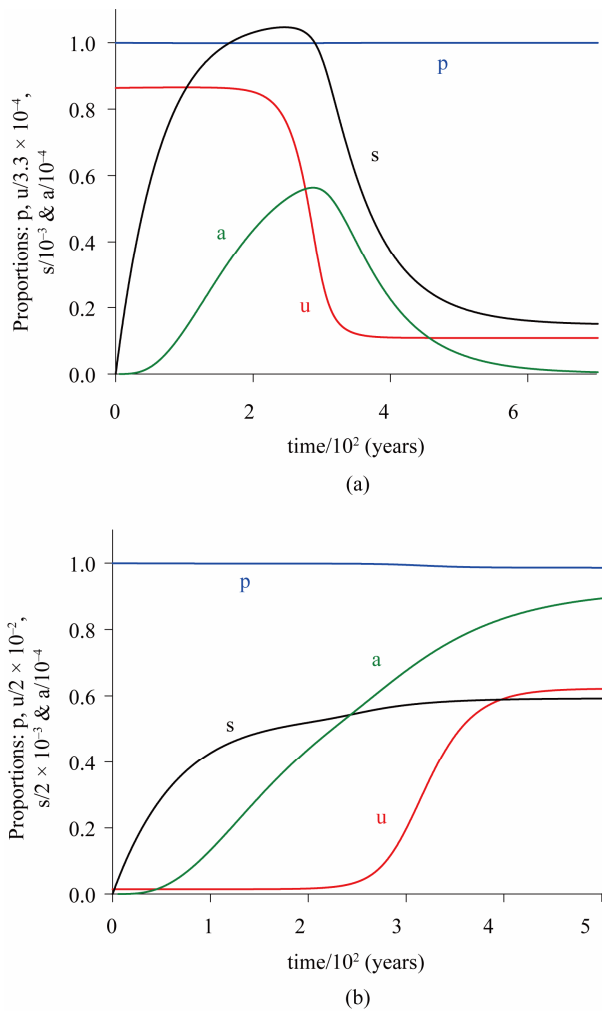 Proportions: p, u/3.3 × 10⁻⁴,
s/10⁻³ & a/10⁻⁴
1.0
0.8
0.6
0.4
0.2
0.0
p
s
a
u
0 2 4 6
time/10² (years)
(a)
Proportions: p, u/2 × 10⁻²,
s/2 × 10⁻³ & a/10⁻⁴
1.0
0.8
0.6
0.4
0.2
0.0
p
a
s
u
0 1 2 3 4 5
time/10² (years)
(b)